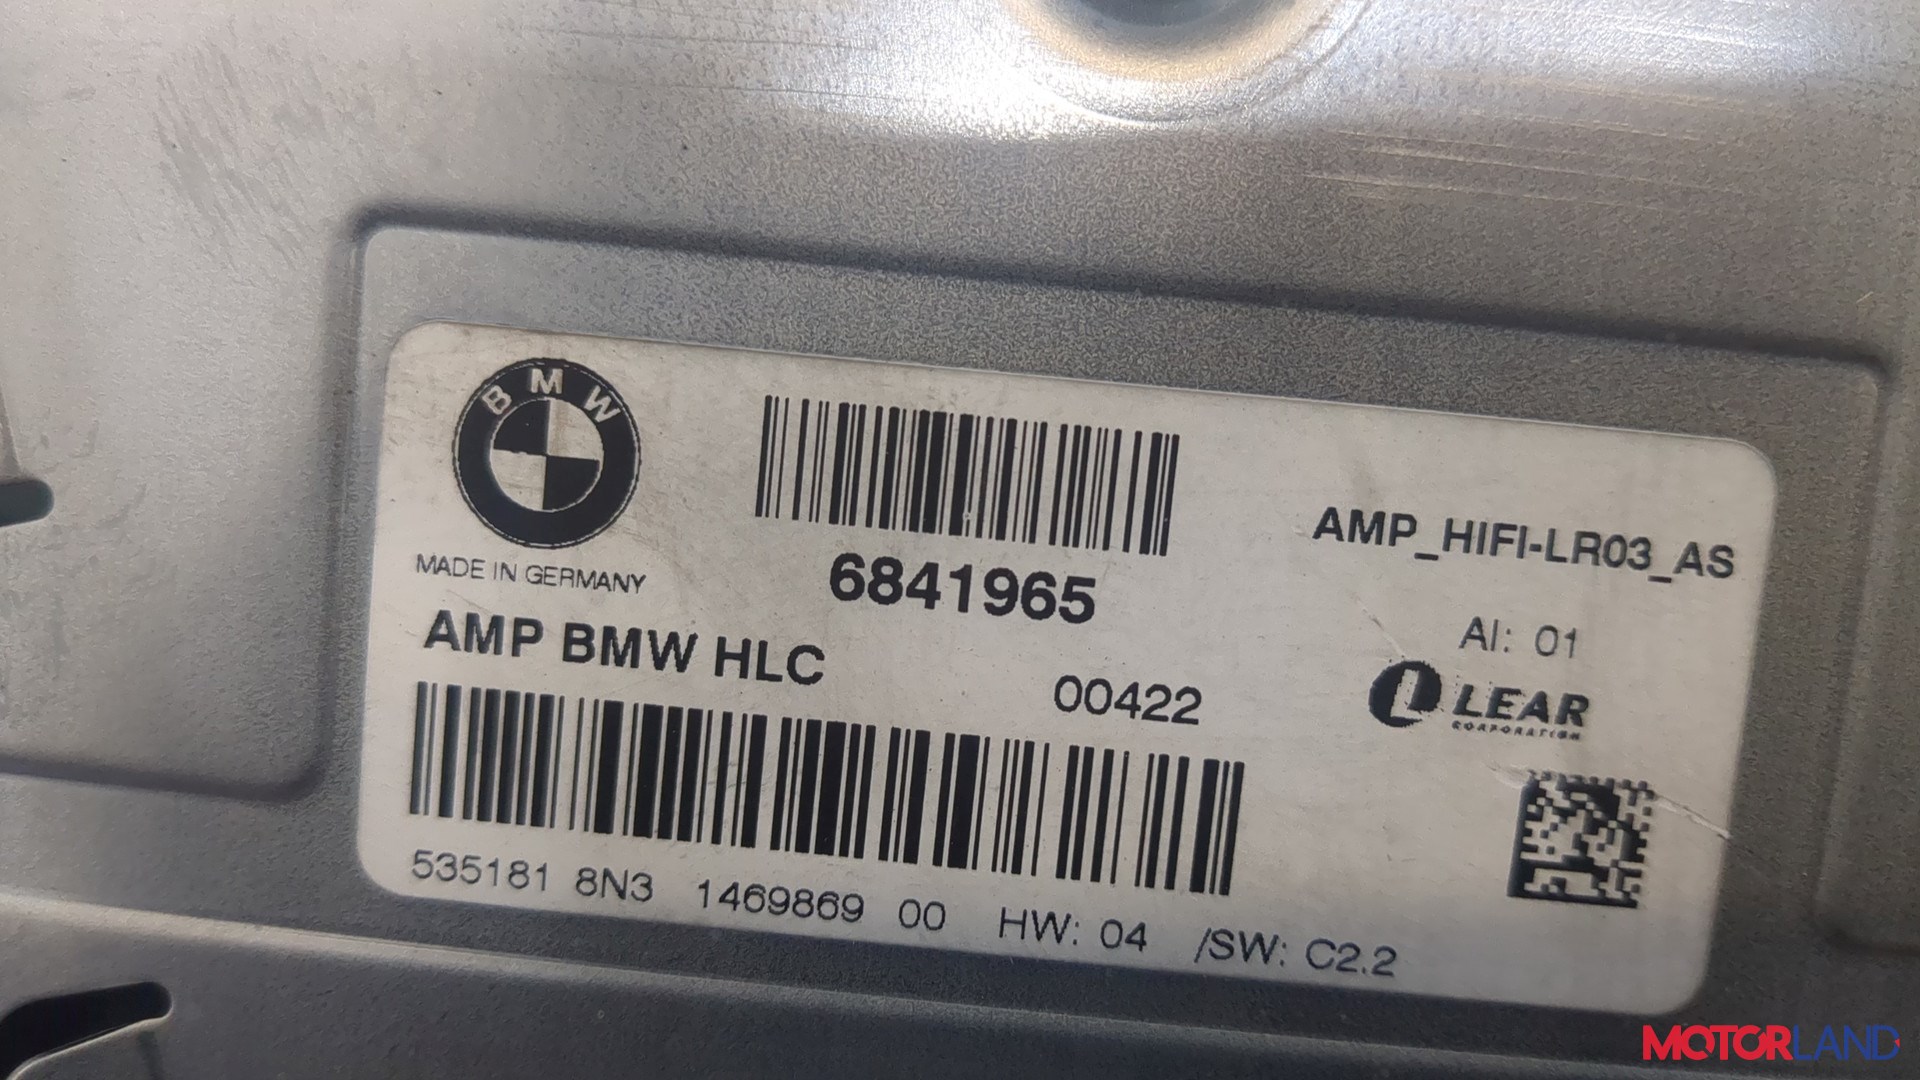 BMW
MADE IN GERMANY
6841965
AMP_HIFI-LR03_AS
AI: 01
AMP BMW HLC
00422
LEAR
CORPORATION
535181 8N3 1469869 00 HW: 04 /SW: C2.2
MOTORLAND